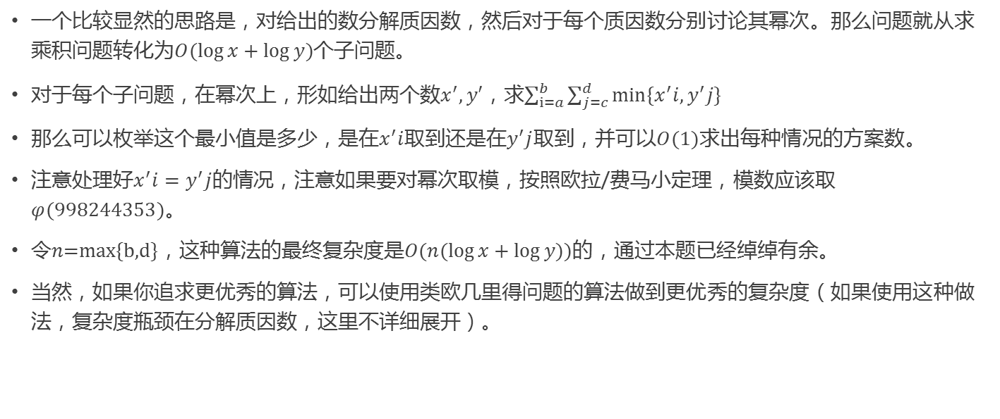 • 一个比较显然的思路是，对给出的数分解质因数，然后对于每个质因数分别讨论其幂次。那么问题就从求
乘积问题转化为O(log x + log y)个子问题。
• 对于每个子问题，在幂次上，形如给出两个数x′, y′，求∑_{i=a}^{b} ∑_{j=c}^{d} min{x′i, y′j}
• 那么可以枚举这个最小值是多少，是在x′i取到还是在y′j取到，并可以O(1)求出每种情况的方案数。
• 注意处理好x′i = y′j的情况，注意如果要对幂次取模，按照欧拉/费马小定理，模数应该取
φ(998244353)。
• 令n=max{b,d}，这种算法的最终复杂度是O(n(log x + log y))的，通过本题已经绰绰有余。
• 当然，如果你追求更优秀的算法，可以使用类欧几里得问题的算法做到更优秀的复杂度（如果使用这种做
法，复杂度瓶颈在分解质因数，这里不详细展开）。